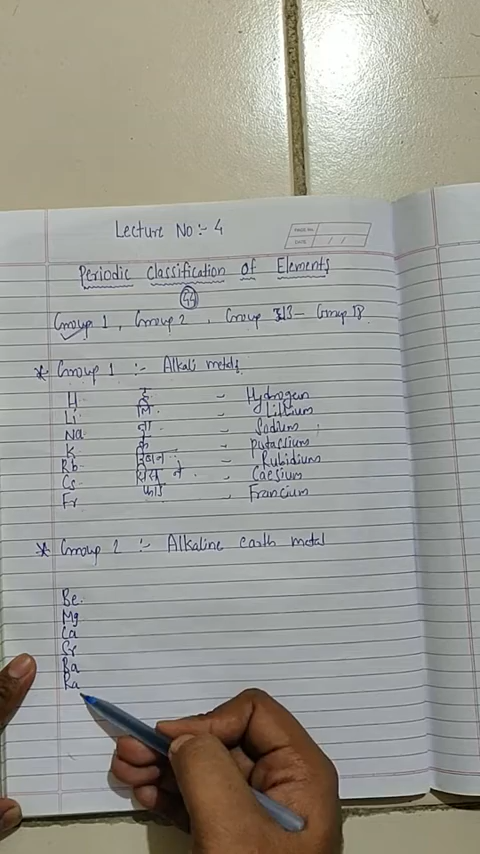 Lecture No:- 4
PAGE No.
DATE / /
Periodic Classification of Elements
44
Group 1, Group 2, Group 13- Group 18
* Group 1 :- Alkali metals
H ह - Hydrogen
Li लि - Lithium
Na ना - Sodium
K के - potassium
Rb - Rubidium
Cs ने - Caesium
Fr - Francium
* Group 2 :- Alkaline earth metal
Be
Mg
Ca
Sr
Ba
Ra